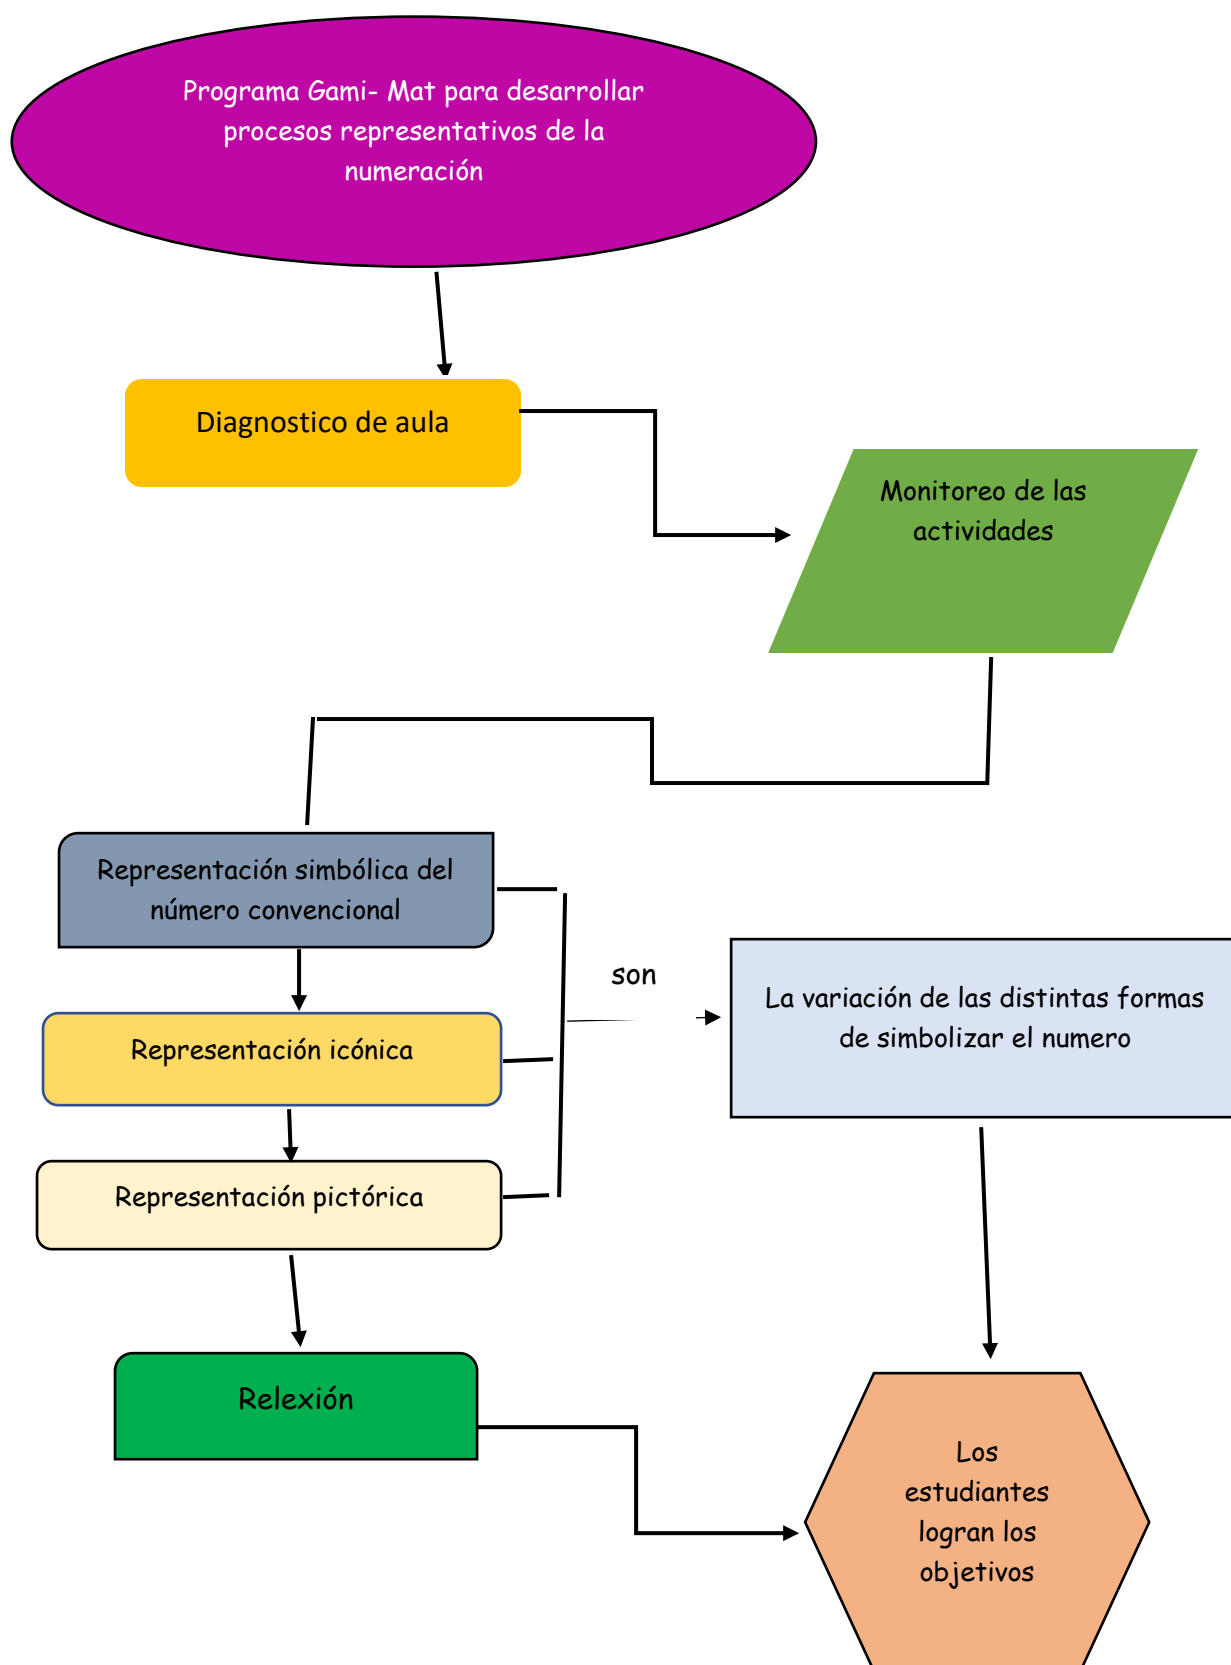 Programa Gami- Mat para desarrollar
procesos representativos de la
numeración
Diagnostico de aula
Monitoreo de las
actividades
Representación simbólica del
número convencional
son
La variación de las distintas formas
de simbolizar el numero
Representación icónica
Representación pictórica
Relexión
Los
estudiantes
logran los
objetivos